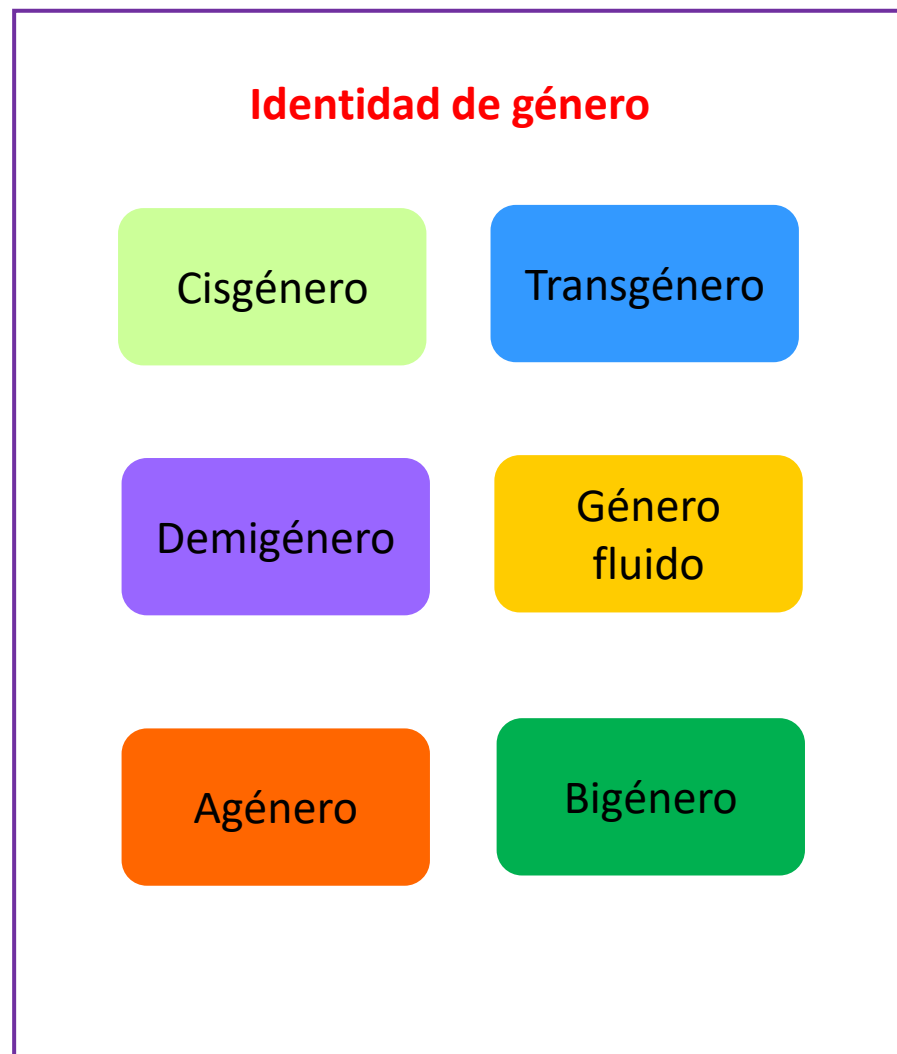 Identidad de género
Cisgénero
Transgénero
Demigénero
Género
fluido
Agénero
Bigénero